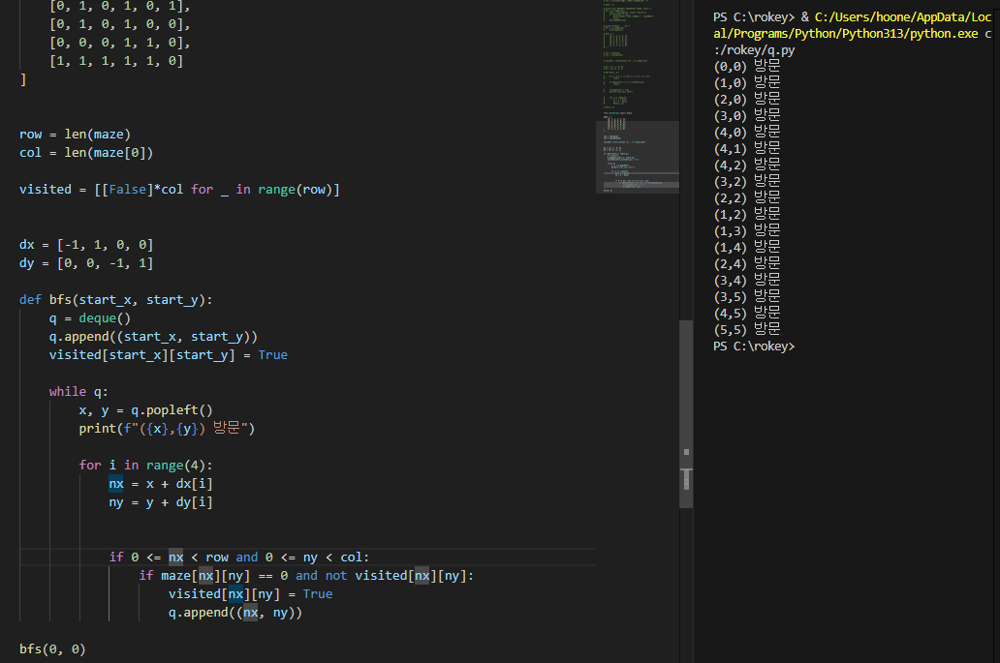 [0, 1, 0, 1, 0, 1],
[0, 1, 0, 1, 0, 0],
[0, 0, 0, 1, 1, 0],
[1, 1, 1, 1, 1, 0]
]
row = len(maze)
col = len(maze[0])
visited = [[False]*col for _ in range(row)]
dx = [-1, 1, 0, 0]
dy = [0, 0, -1, 1]
def bfs(start_x, start_y):
q = deque()
q.append((start_x, start_y))
visited[start_x][start_y] = True
while q:
x, y = q.popleft()
print(f"({x},{y}) 방문")
for i in range(4):
nx = x + dx[i]
ny = y + dy[i]
if 0 <= nx < row and 0 <= ny < col:
if maze[nx][ny] == 0 and not visited[nx][ny]:
visited[nx][ny] = True
q.append((nx, ny))
bfs(0, 0)
PS C:\rokey> & C:/Users/hoone/AppData/Loc
al/Programs/Python/Python313/python.exe c
:/rokey/q.py
(0,0) 방문
(1,0) 방문
(2,0) 방문
(3,0) 방문
(4,0) 방문
(4,1) 방문
(4,2) 방문
(3,2) 방문
(2,2) 방문
(1,2) 방문
(1,3) 방문
(1,4) 방문
(2,4) 방문
(3,4) 방문
(3,5) 방문
(4,5) 방문
(5,5) 방문
PS C:\rokey>